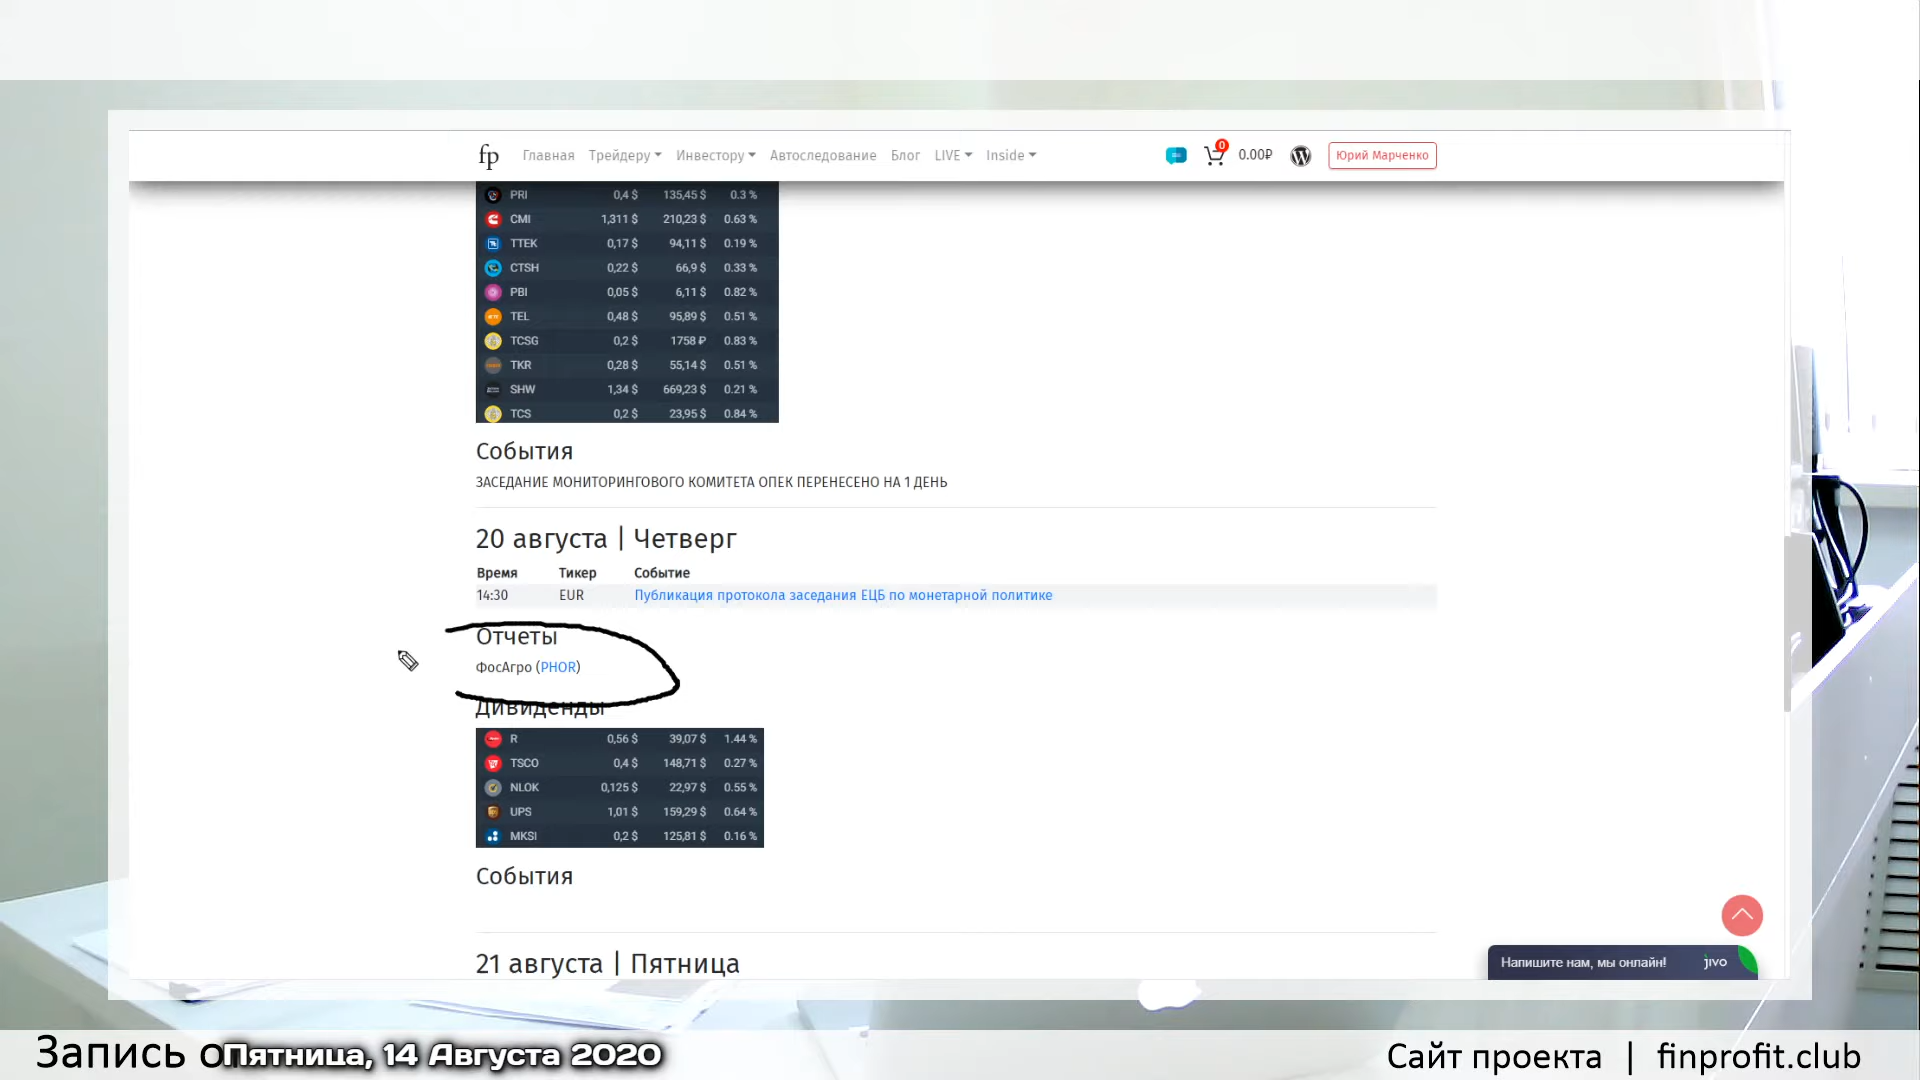 fp Главная Трейдеру Инвестору Автоследование Блог LIVE Inside 0 0.00₽ Юрий Марченко
PRI 0,4 $ 135,45 $ 0.3 %
CMI 1,311 $ 210,23 $ 0.63 %
TTEK 0,17 $ 94,11 $ 0.19 %
CTSH 0,22 $ 66,9 $ 0.33 %
PBI 0,05 $ 6,11 $ 0.82 %
TEL 0,48 $ 95,89 $ 0.51 %
TCSG 0,2 $ 1758 ₽ 0.83 %
TKR 0,28 $ 55,14 $ 0.51 %
SHW 1,34 $ 669,23 $ 0.21 %
TCS 0,2 $ 23,95 $ 0.84 %
События
ЗАСЕДАНИЕ МОНИТОРИНГОВОГО КОМИТЕТА ОПЕК ПЕРЕНЕСЕНО НА 1 ДЕНЬ
20 августа | Четверг
Время Тикер Событие
14:30 EUR Публикация протокола заседания ЕЦБ по монетарной политике
Отчеты
ФосАгро (PHOR)
Дивиденды
R 0,56 $ 39,07 $ 1.44 %
TSCO 0,4 $ 148,71 $ 0.27 %
NLOK 0,125 $ 22,97 $ 0.55 %
UPS 1,01 $ 159,29 $ 0.64 %
MKSI 0,2 $ 125,81 $ 0.16 %
События
21 августа | Пятница
Напишите нам, мы онлайн! jivo
Запись от Пятница, 14 Августа 2020
Сайт проекта | finprofit.club